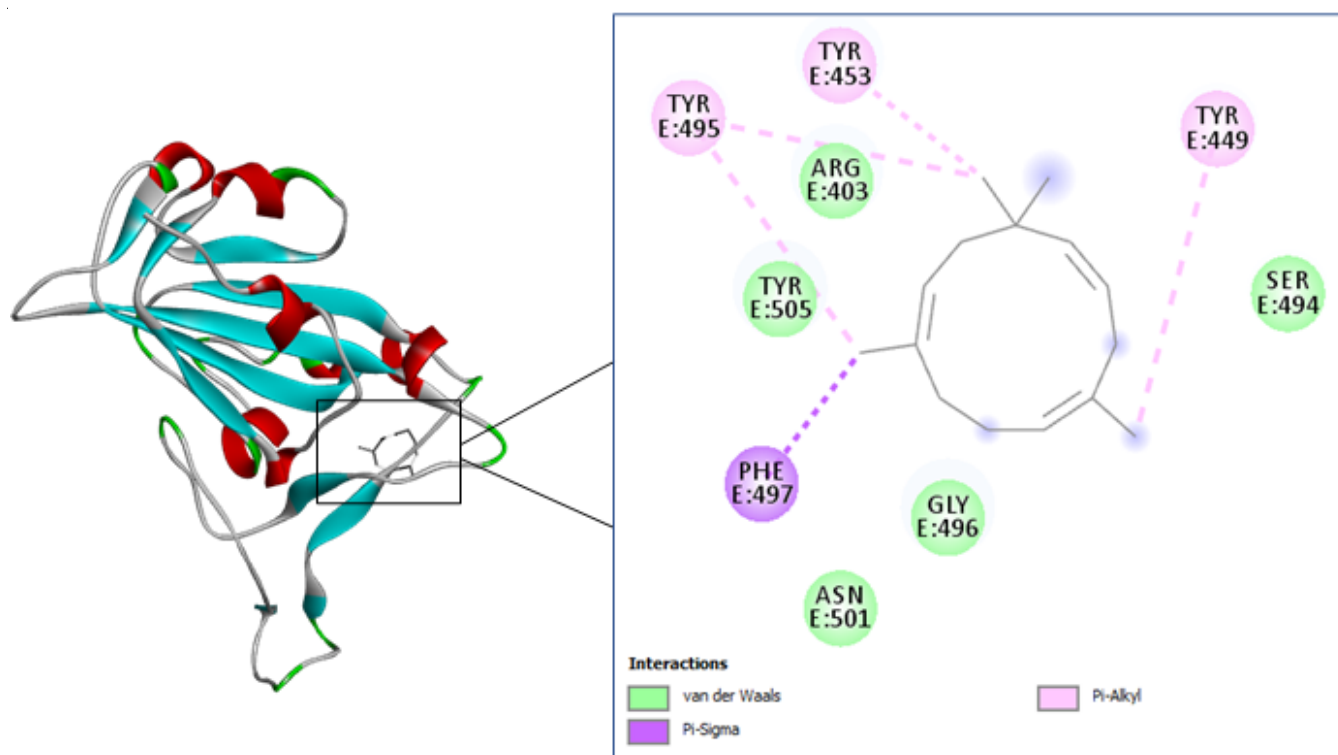 TYR
E:453
TYR
E:495
TYR
E:449
ARG
E:403
TYR
E:505
SER
E:494
PHE
E:497
GLY
E:496
ASN
E:501
Interactions
van der Waals
Pi-Alkyl
Pi-Sigma